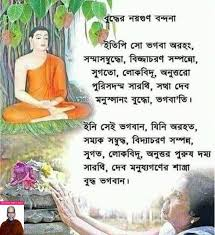 বুদ্ধের নয়গুণ বন্দনা
ইতিপি সো ভগবা অরহং,
সম্মাসম্বুদ্ধো, বিজ্জাচরণ সম্পন্নো,
সুগতো, লোকবিদূ, অনুত্তরো
পুরিসদম্ম সারথি, সত্থা দেব
মনুস্সানং বুদ্ধো, ভগবা'তি।
ইনি সেই ভগবান, যিনি অরহত,
সম্যক সম্বুদ্ধ, বিদ্যাচরণ সম্পন্ন,
সুগত, লোকবিদূ, অনুত্তর পুরুষ দম্য
সারথি, দেব মনুষ্যগণের শাস্ত্রা
বুদ্ধ ভগবান।